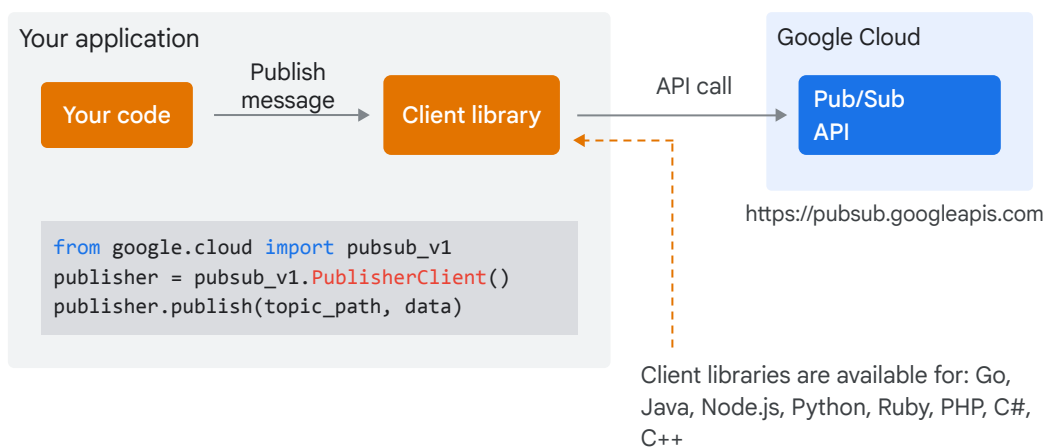 Your application
Google Cloud
Publish
message
Your code
Client library
API call
Pub/Sub
API
https://pubsub.googleapis.com
from google.cloud import pubsub_v1
publisher = pubsub_v1.PublisherClient()
publisher.publish(topic_path, data)
Client libraries are available for: Go,
Java, Node.js, Python, Ruby, PHP, C#,
C++